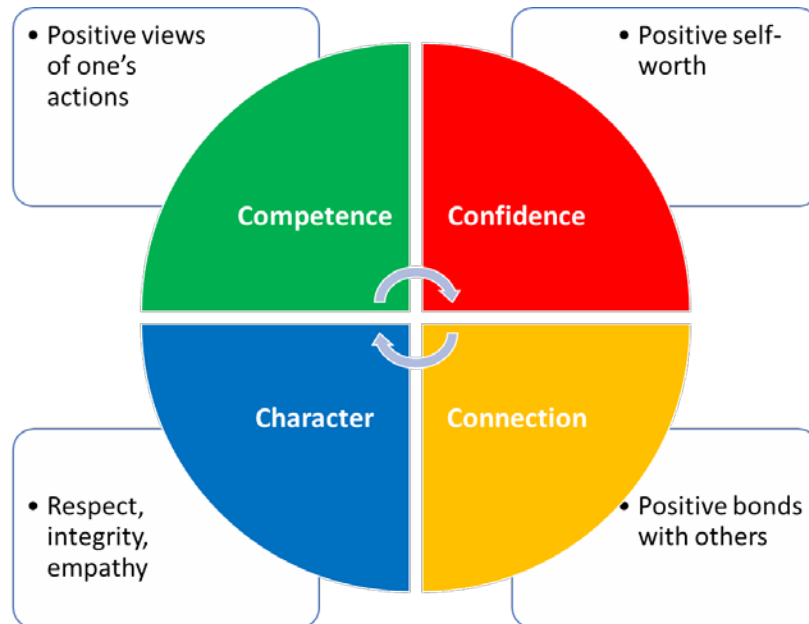 • Positive views
of one's
actions
• Positive self-
worth
Competence
Confidence
Character
Connection
• Respect,
integrity,
empathy
• Positive bonds
with others